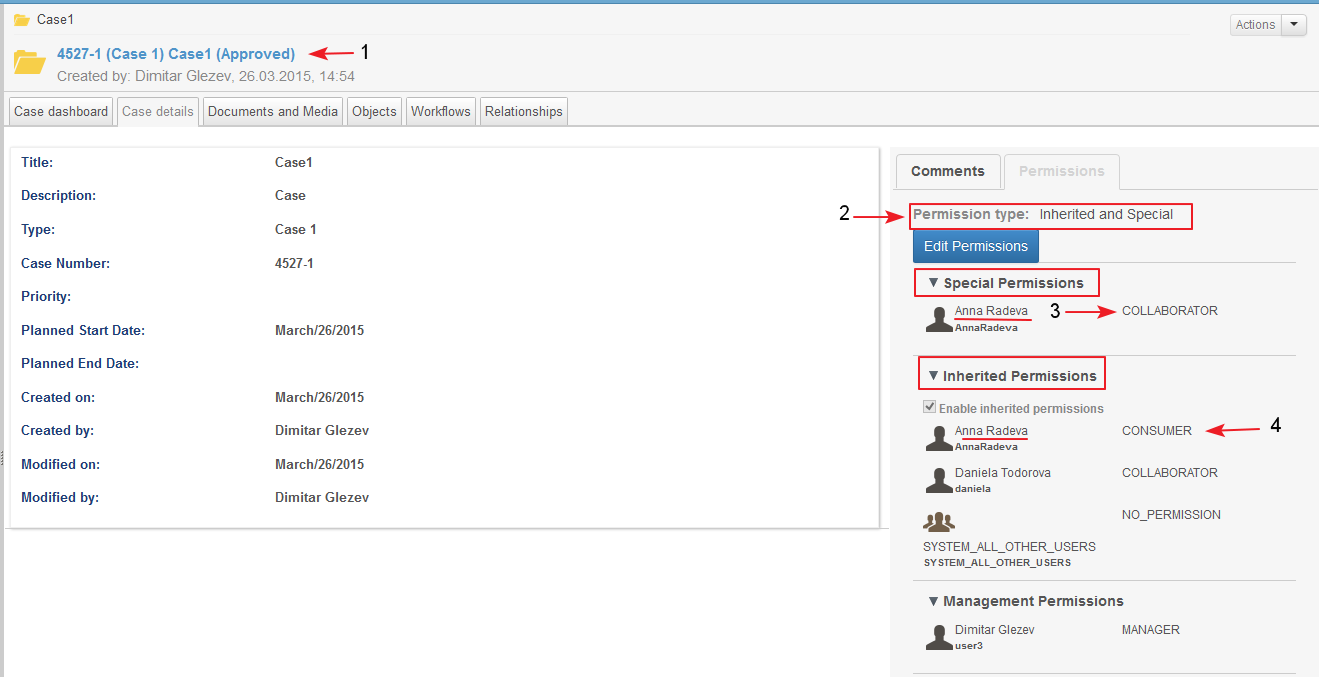 Case1
Actions
4527-1 (Case 1) Case1 (Approved) 1
Created by: Dimitar Glezev, 26.03.2015, 14:54
Case dashboard Case details Documents and Media Objects Workflows Relationships
Title: Case1
Description: Case
Type: Case 1
Case Number: 4527-1
Priority:
Planned Start Date: March/26/2015
Planned End Date:
Created on: March/26/2015
Created by: Dimitar Glezev
Modified on: March/26/2015
Modified by: Dimitar Glezev
Comments Permissions
2 Permission type: Inherited and Special
Edit Permissions
Special Permissions
Anna Radeva 3 COLLABORATOR
AnnaRadeva
Inherited Permissions
Enable inherited permissions
Anna Radeva CONSUMER 4
AnnaRadeva
Daniela Todorova COLLABORATOR
daniela
NO_PERMISSION
SYSTEM_ALL_OTHER_USERS
SYSTEM_ALL_OTHER_USERS
Management Permissions
Dimitar Glezev MANAGER
user3